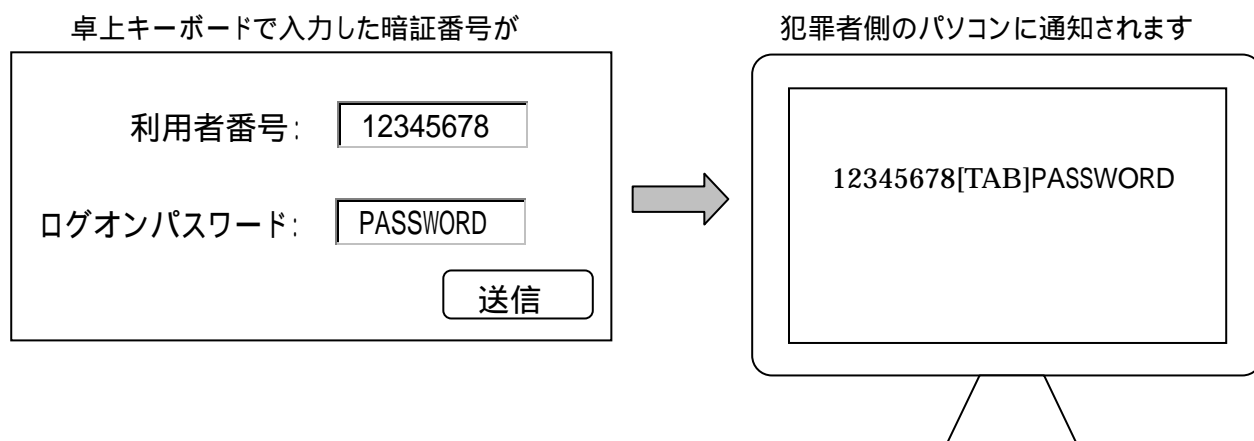 卓上キーボードで入力した暗証番号が
利用者番号: 12345678
ログオンパスワード: PASSWORD
送信
犯罪者側のパソコンに通知されます
12345678[TAB]PASSWORD